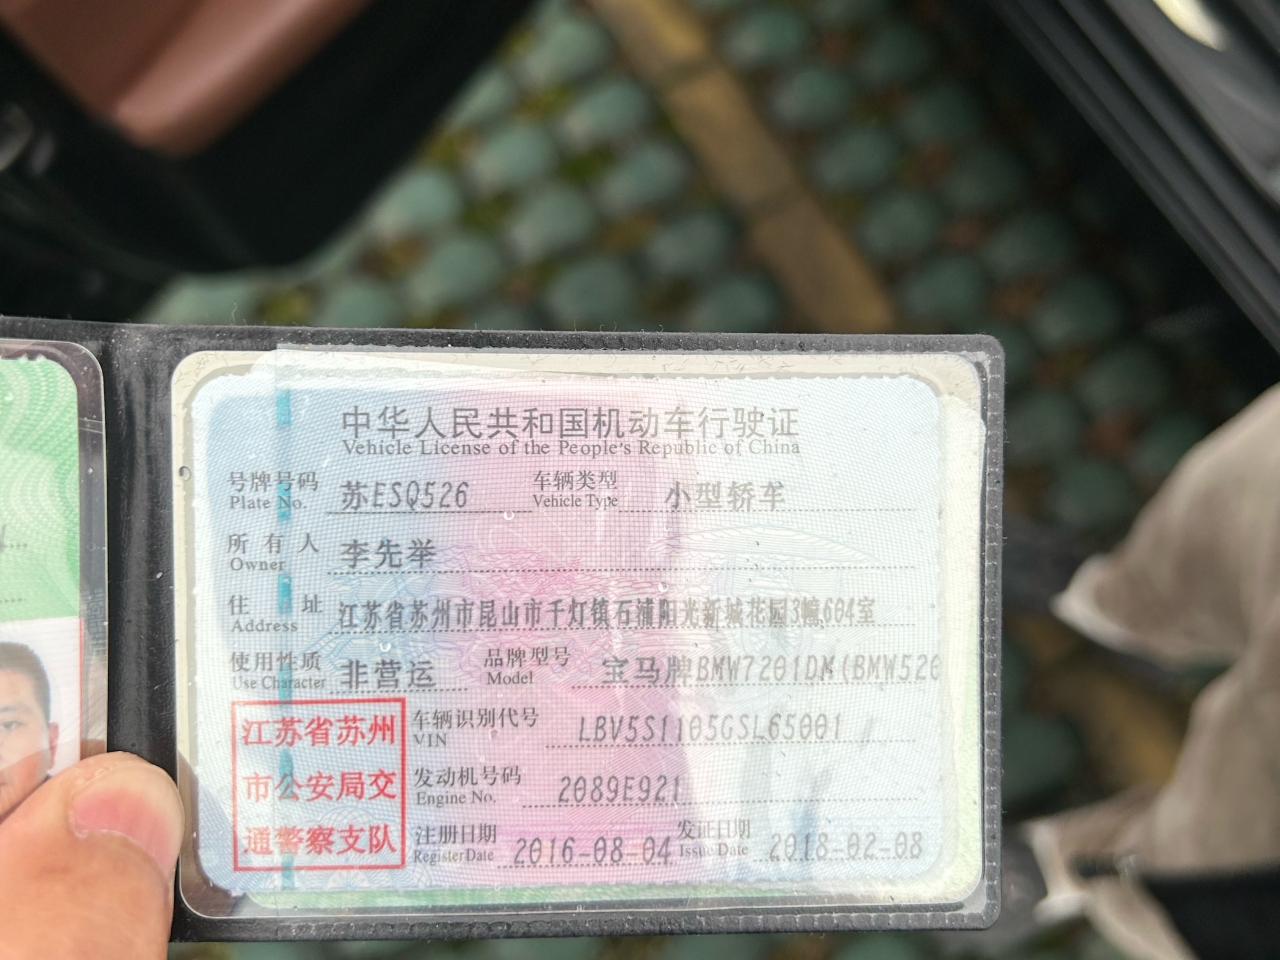 中华人民共和国机动车行驶证
Vehicle License of the People's Republic of China
号牌号码 苏ESQ526 车辆类型 小型轿车
Plate No. Vehicle Type
所有人 李先举
Owner
住址 江苏省苏州市昆山市千灯镇石浦阳光新城花园3幢604室
Address
使用性质 非营运 品牌型号 宝马牌BMW7201DM(BMW520
Use Character Model
江苏省苏州
市公安局交
通警察支队
车辆识别代号 LBV5S1105GSL65001
VIN
发动机号码 2089E921
Engine No.
注册日期 2016-08-04 发证日期 2018-02-08
Register Date Issue Date